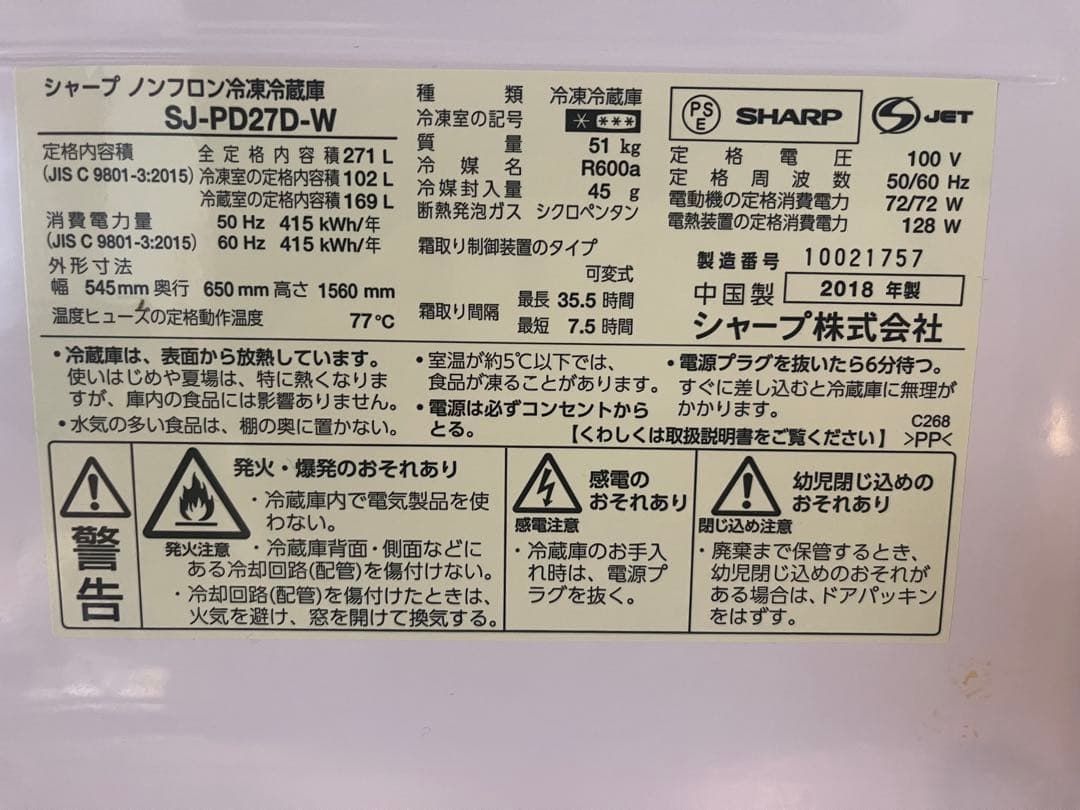 シャープ ノンフロン冷凍冷蔵庫
SJ-PD27D-W
定格内容積 全定格内容積 271 L
(JIS C 9801-3:2015) 冷凍室の定格内容積 102 L
冷蔵室の定格内容積 169 L
消費電力量 50 Hz 415 kWh/年
(JIS C 9801-3:2015) 60 Hz 415 kWh/年
外形寸法
幅 545 mm 奥行 650 mm 高さ 1560 mm
温度ヒューズの定格動作温度 77℃
種類 冷凍冷蔵庫
冷凍室の記号 * ***
質量 51 kg
冷媒名 R600a
冷媒封入量 45 g
断熱発泡ガス シクロペンタン
霜取り制御装置のタイプ
可変式
霜取り間隔 最長 35.5 時間
最短 7.5 時間
PSE SHARP S JET
定格電圧 100 V
定格周波数 50/60 Hz
電動機の定格消費電力 72/72 W
電熱装置の定格消費電力 128 W
製造番号 10021757
中国製 2018 年製
シャープ株式会社
・冷蔵庫は、表面から放熱しています。
使いはじめや夏場は、特に熱くなりま
すが、庫内の食品には影響ありません。
・水気の多い食品は、棚の奥に置かない。
・室温が約5℃以下では、
食品が凍ることがあります。
・電源は必ずコンセントから
とる。
・電源プラグを抜いたら6分待つ。
すぐに差し込むと冷蔵庫に無理が
かかります。
【くわしくは取扱説明書をご覧ください】
C268
>PP<
警告
発火・爆発のおそれあり
発火注意
・冷蔵庫内で電気製品を使
わない。
・冷蔵庫背面・側面などに
ある冷却回路(配管)を傷付けない。
・冷却回路(配管)を傷付けたときは、
火気を避け、窓を開けて換気する。
感電の
おそれあり
感電注意
・冷蔵庫のお手入
れ時は、電源プ
ラグを抜く。
幼児閉じ込めの
おそれあり
閉じ込め注意
・廃棄まで保管するとき、
幼児閉じ込めのおそれが
ある場合は、ドアパッキン
をはずす。